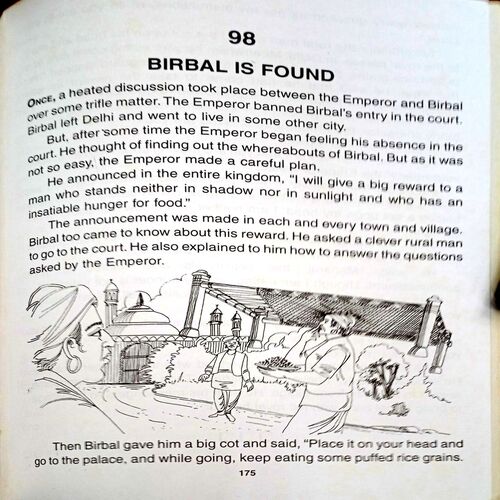 98
BIRBAL IS FOUND
ONCE, a heated discussion took place between the Emperor and Birbal
over some trifle matter. The Emperor banned Birbal's entry in the court.
Birbal left Delhi and went to live in some other city.
But, after some time the Emperor began feeling his absence in the
court. He thought of finding out the whereabouts of Birbal. But as it was
not so easy, the Emperor made a careful plan.
He announced in the entire kingdom, "I will give a big reward to a
man who stands neither in shadow nor in sunlight and who has an
insatiable hunger for food."
The announcement was made in each and every town and village.
Birbal too came to know about this reward. He asked a clever rural man
to go to the court. He also explained to him how to answer the questions
asked by the Emperor.
Then Birbal gave him a big cot and said, "Place it on your head and
go to the palace, and while going, keep eating some puffed rice grains.
175